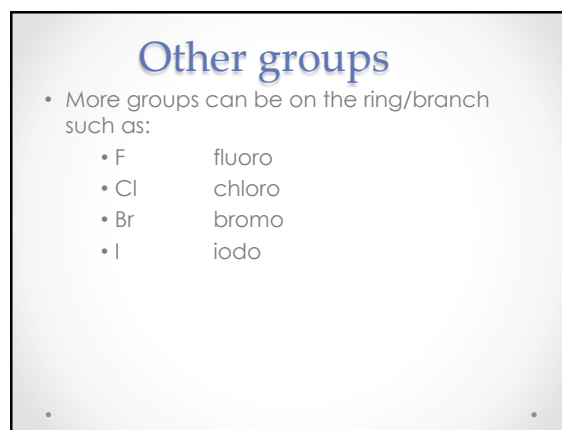 Other groups
• More groups can be on the ring/branch
such as:
• F fluoro
• Cl chloro
• Br bromo
• I iodo